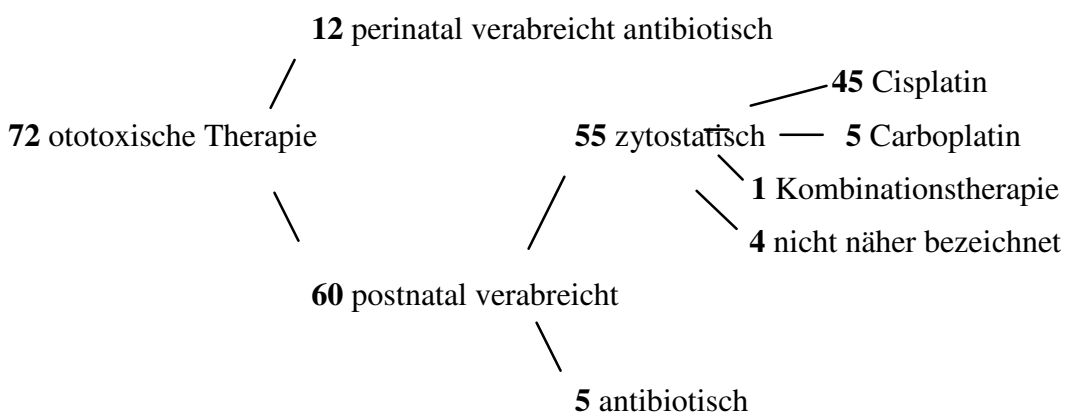 12 perinatal verabreicht antibiotisch
45 Cisplatin
72 ototoxische Therapie
55 zytostatisch
5 Carboplatin
1 Kombinationstherapie
4 nicht näher bezeichnet
60 postnatal verabreicht
5 antibiotisch